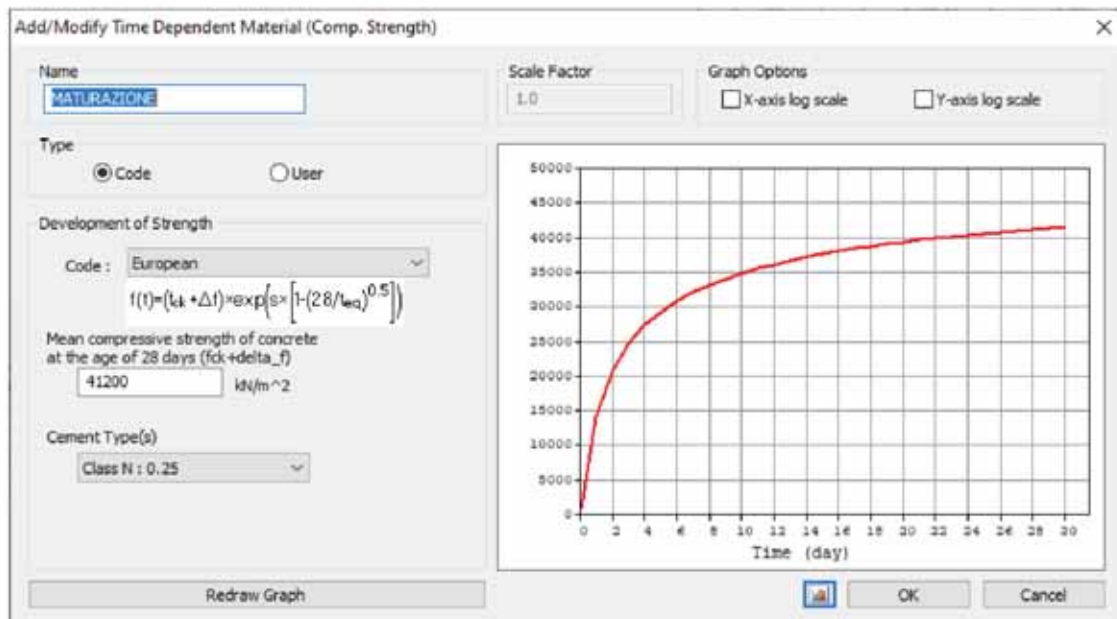 Add/Modify Time Dependent Material (Comp. Strength)
Name
MATURAZIONE
Scale Factor
1.0
Graph Options
X-axis log scale
Y-axis log scale
Type
Code
User
Development of Strength
Code :
European
f(t)=(fck +Δf)×exp(s×[1-(28/teq)^0.5])
Mean compressive strength of concrete
at the age of 28 days (fck+delta_f)
41200
kN/m^2
Cement Type(s)
Class N : 0.25
50000
45000
40000
35000
30000
25000
20000
15000
10000
5000
0
0 2 4 6 8 10 12 14 16 18 20 22 24 26 28 30
Time (day)
Redraw Graph
OK
Cancel